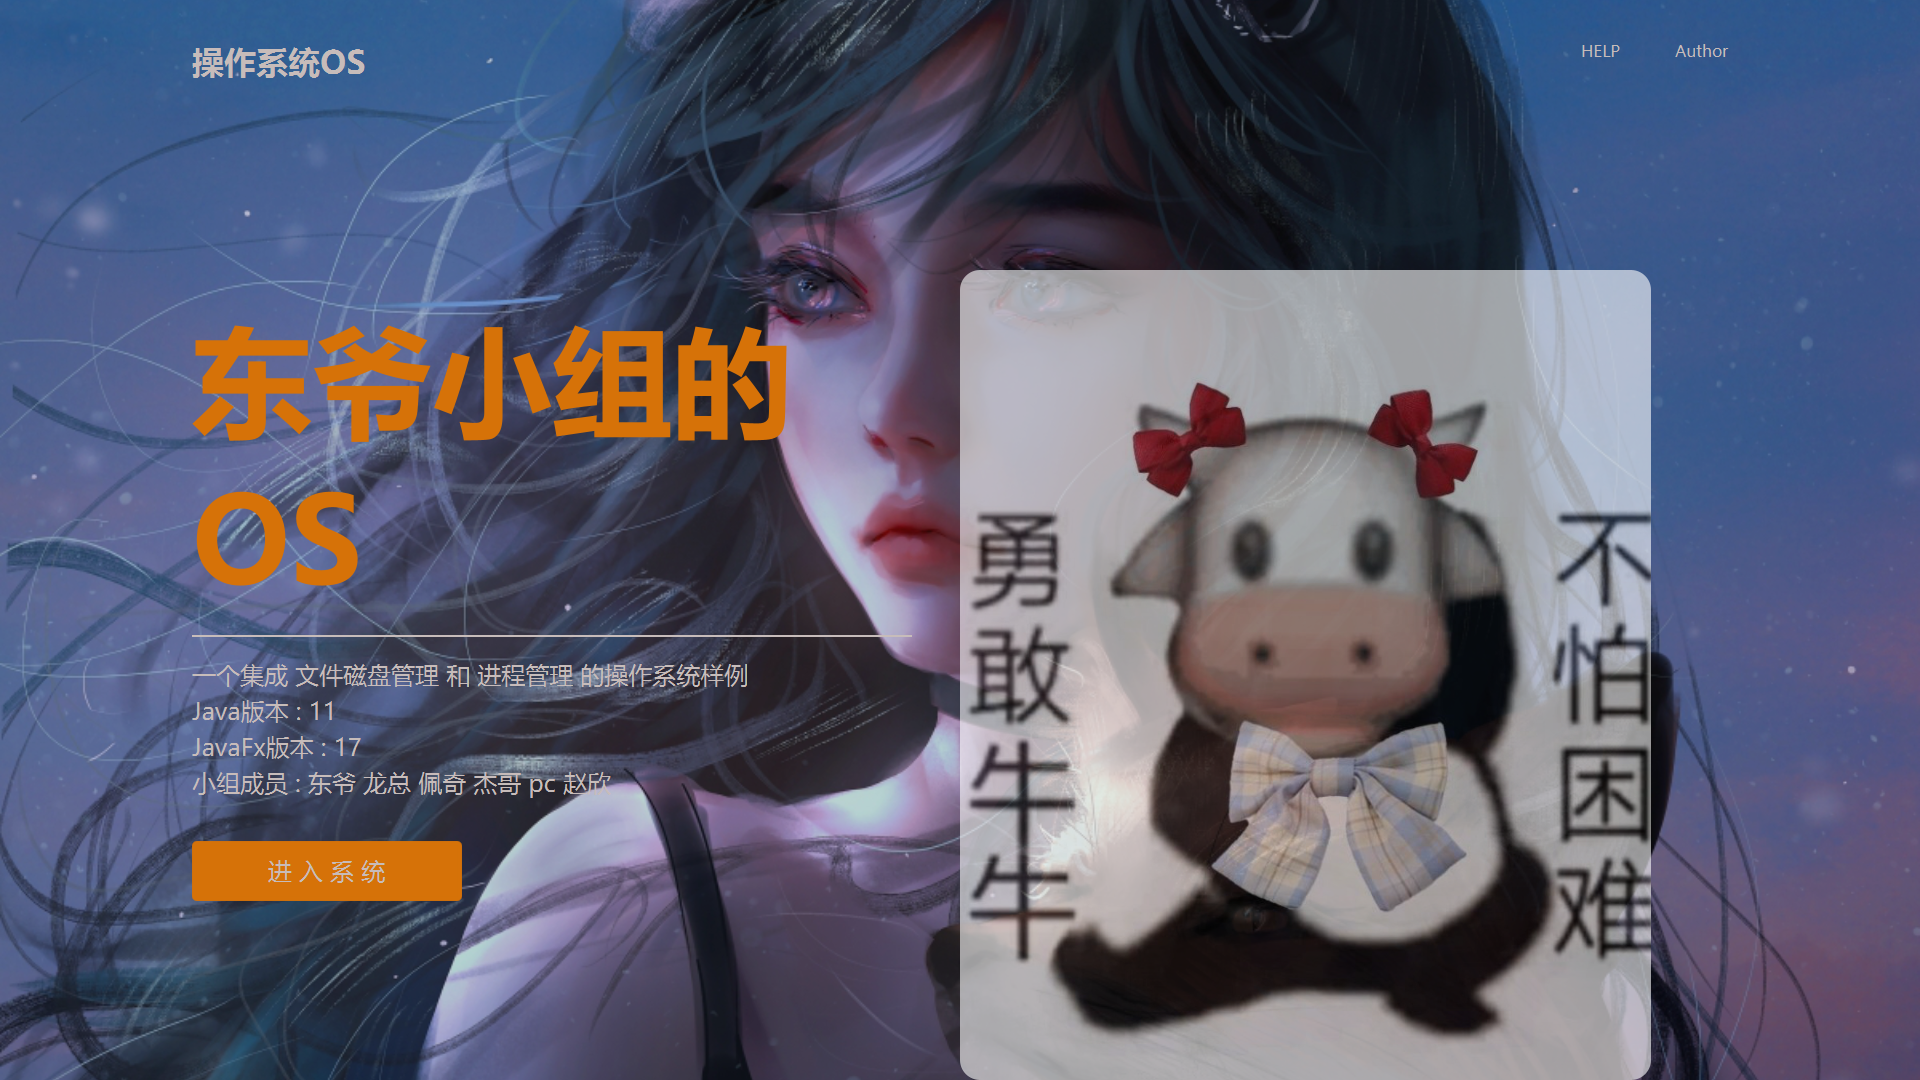 操作系统OS
HELP
Author
东爷小组的
OS
一个集成 文件磁盘管理 和 进程管理 的操作系统样例
Java版本 : 11
JavaFx版本 : 17
小组成员 : 东爷 龙总 佩奇 杰哥 pc 赵欣
进 入 系 统
勇敢牛牛
不怕困难